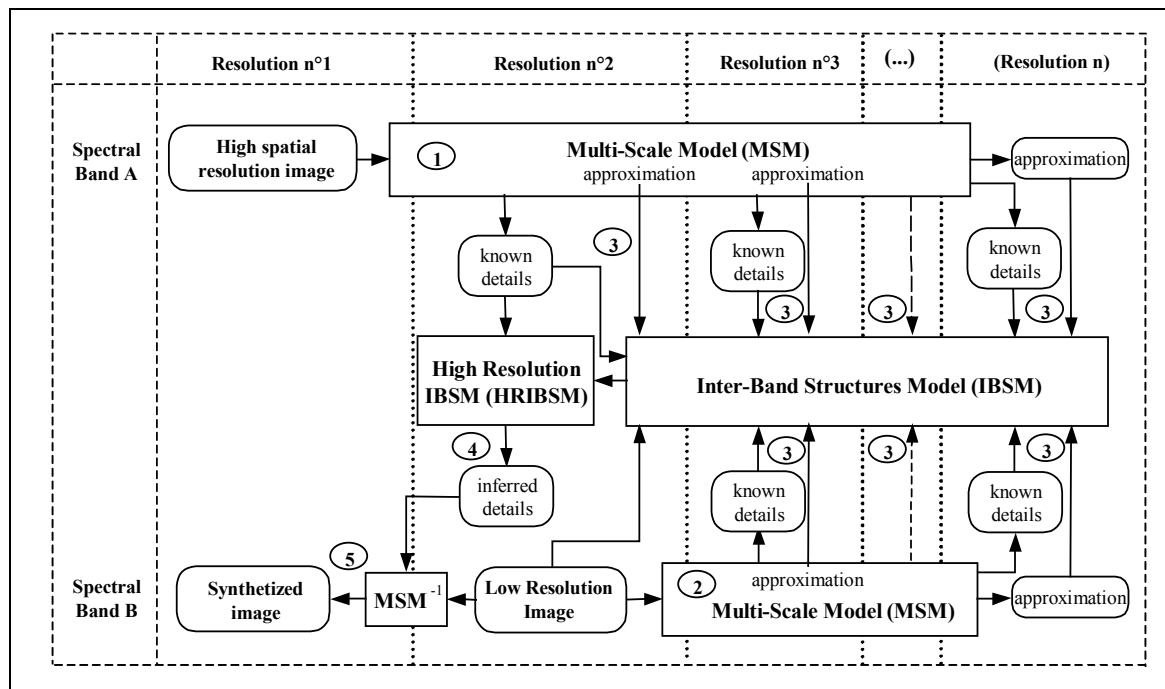 Resolution n°1
Resolution n°2
Resolution n°3
(...)
(Resolution n)
Spectral
Band A
High spatial
resolution image
1
Multi-Scale Model (MSM)
approximation
approximation
approximation
known
details
3
known
details
3
3
known
details
3
High Resolution
IBSM (HRIBSM)
Inter-Band Structures Model (IBSM)
4
3
3
3
inferred
details
known
details
known
details
5
Spectral
Band B
Synthetized
image
MSM -1
Low Resolution
Image
2
approximation
Multi-Scale Model (MSM)
approximation